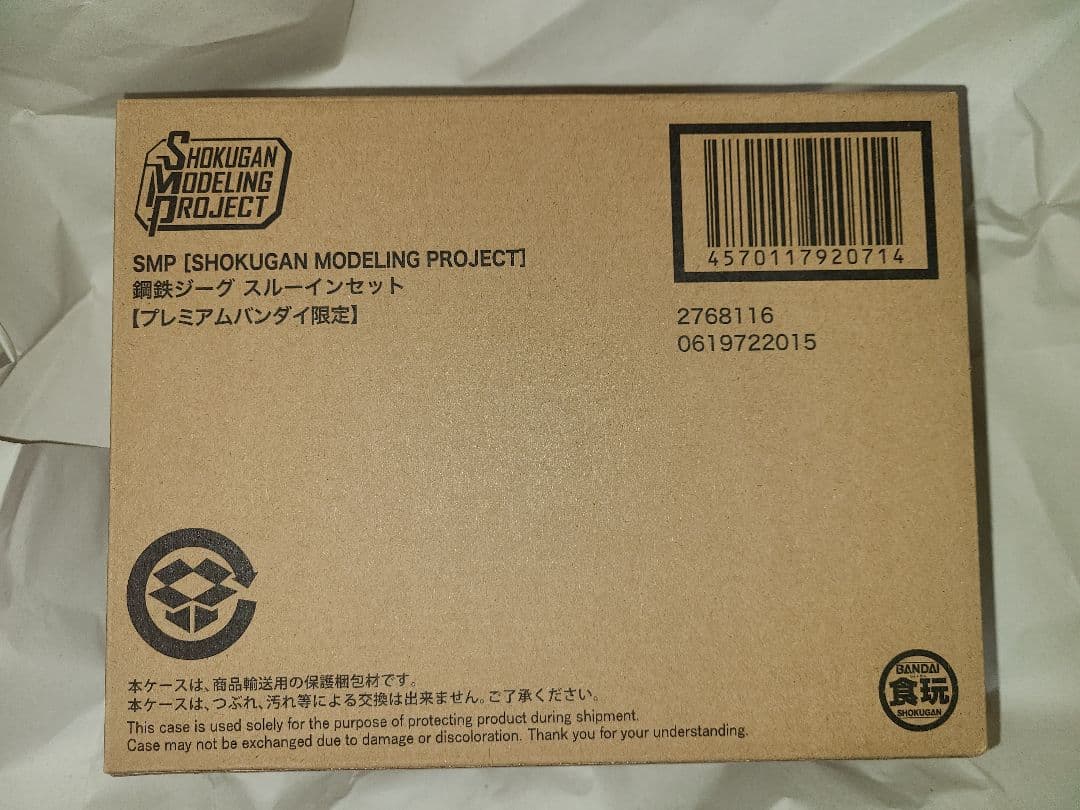 SHOKUGAN
MODELING
PROJECT
SMP [SHOKUGAN MODELING PROJECT]
鋼鉄ジーグ スルーインセット
【プレミアムバンダイ限定】
4570117920714
2768116
0619722015
本ケースは、商品輸送用の保護梱包材です。
本ケースは、つぶれ、汚れ等による交換は出来ません。ご了承ください。
This case is used solely for the purpose of protecting product during shipment.
Case may not be exchanged due to damage or discoloration. Thank you for your understanding.
BANDAI
食玩
SHOKUGAN